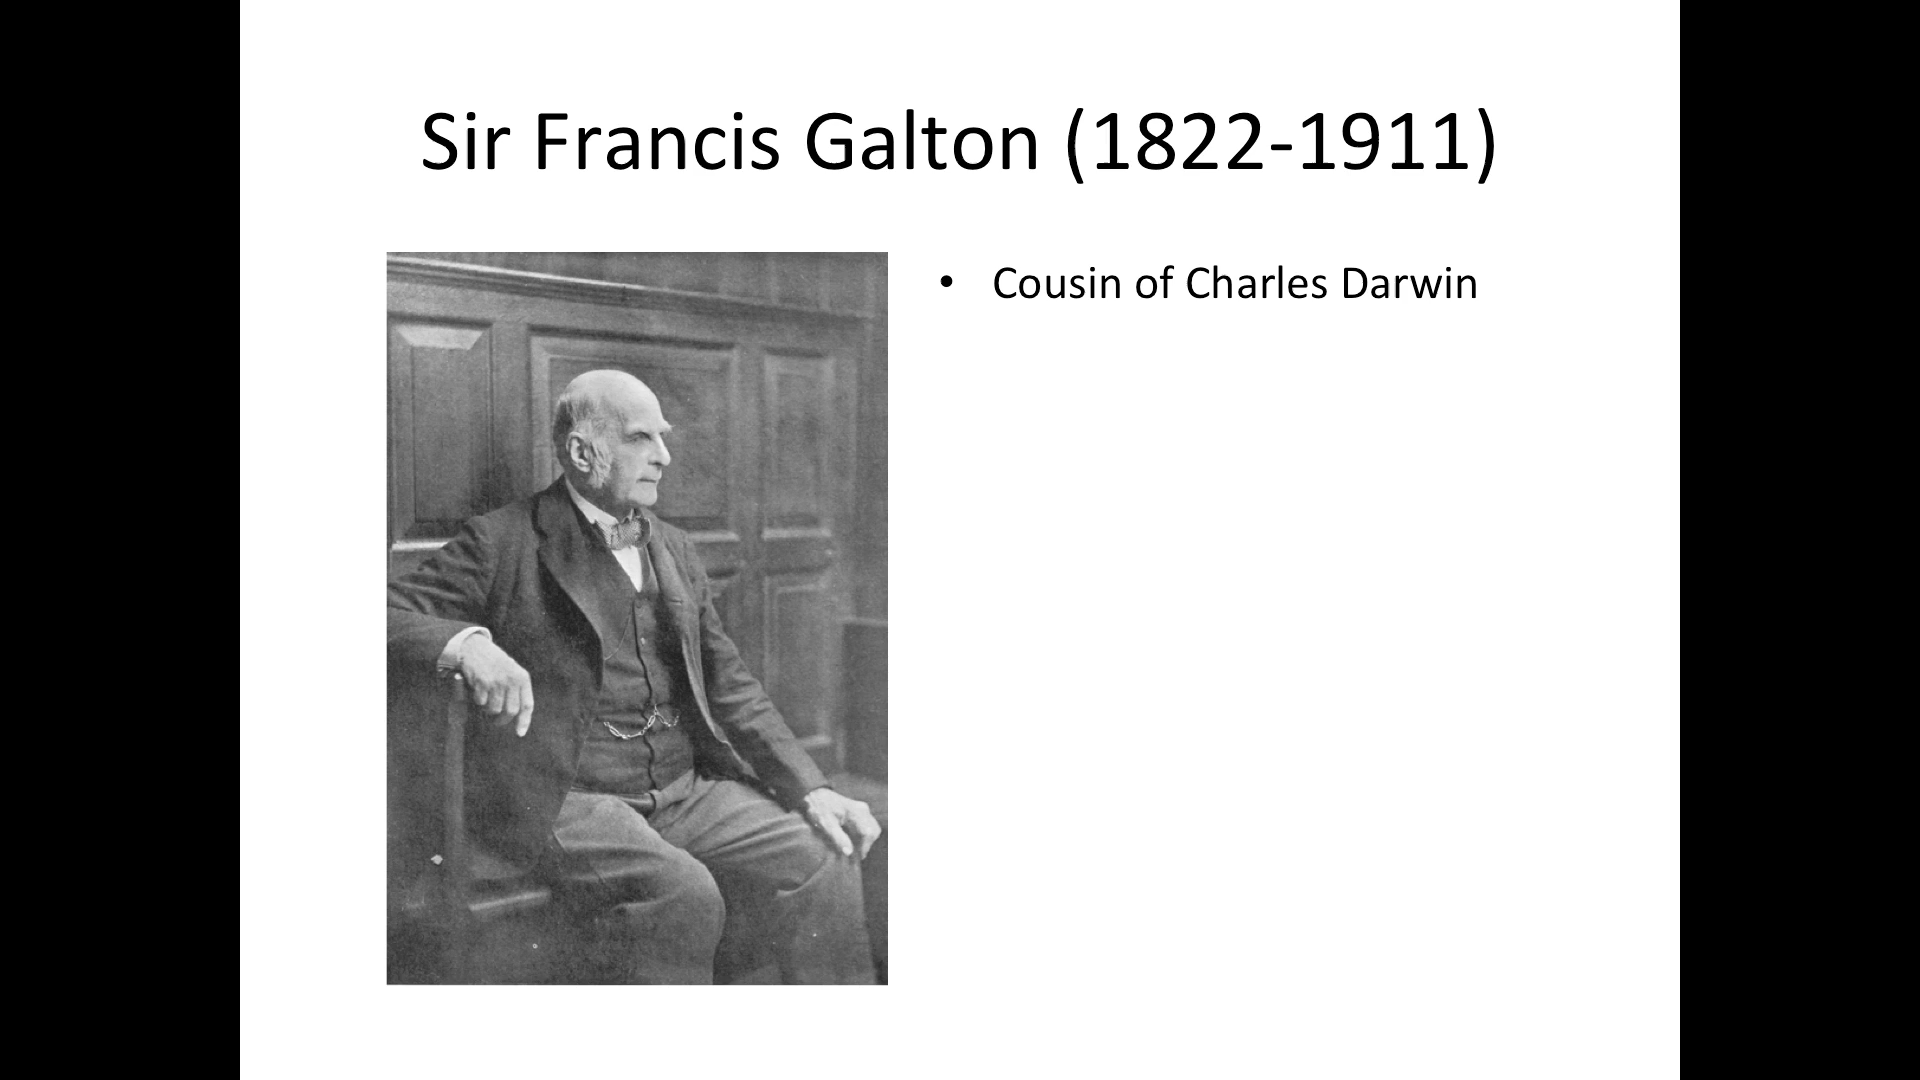 Sir Francis Galton (1822-1911)
• Cousin of Charles Darwin